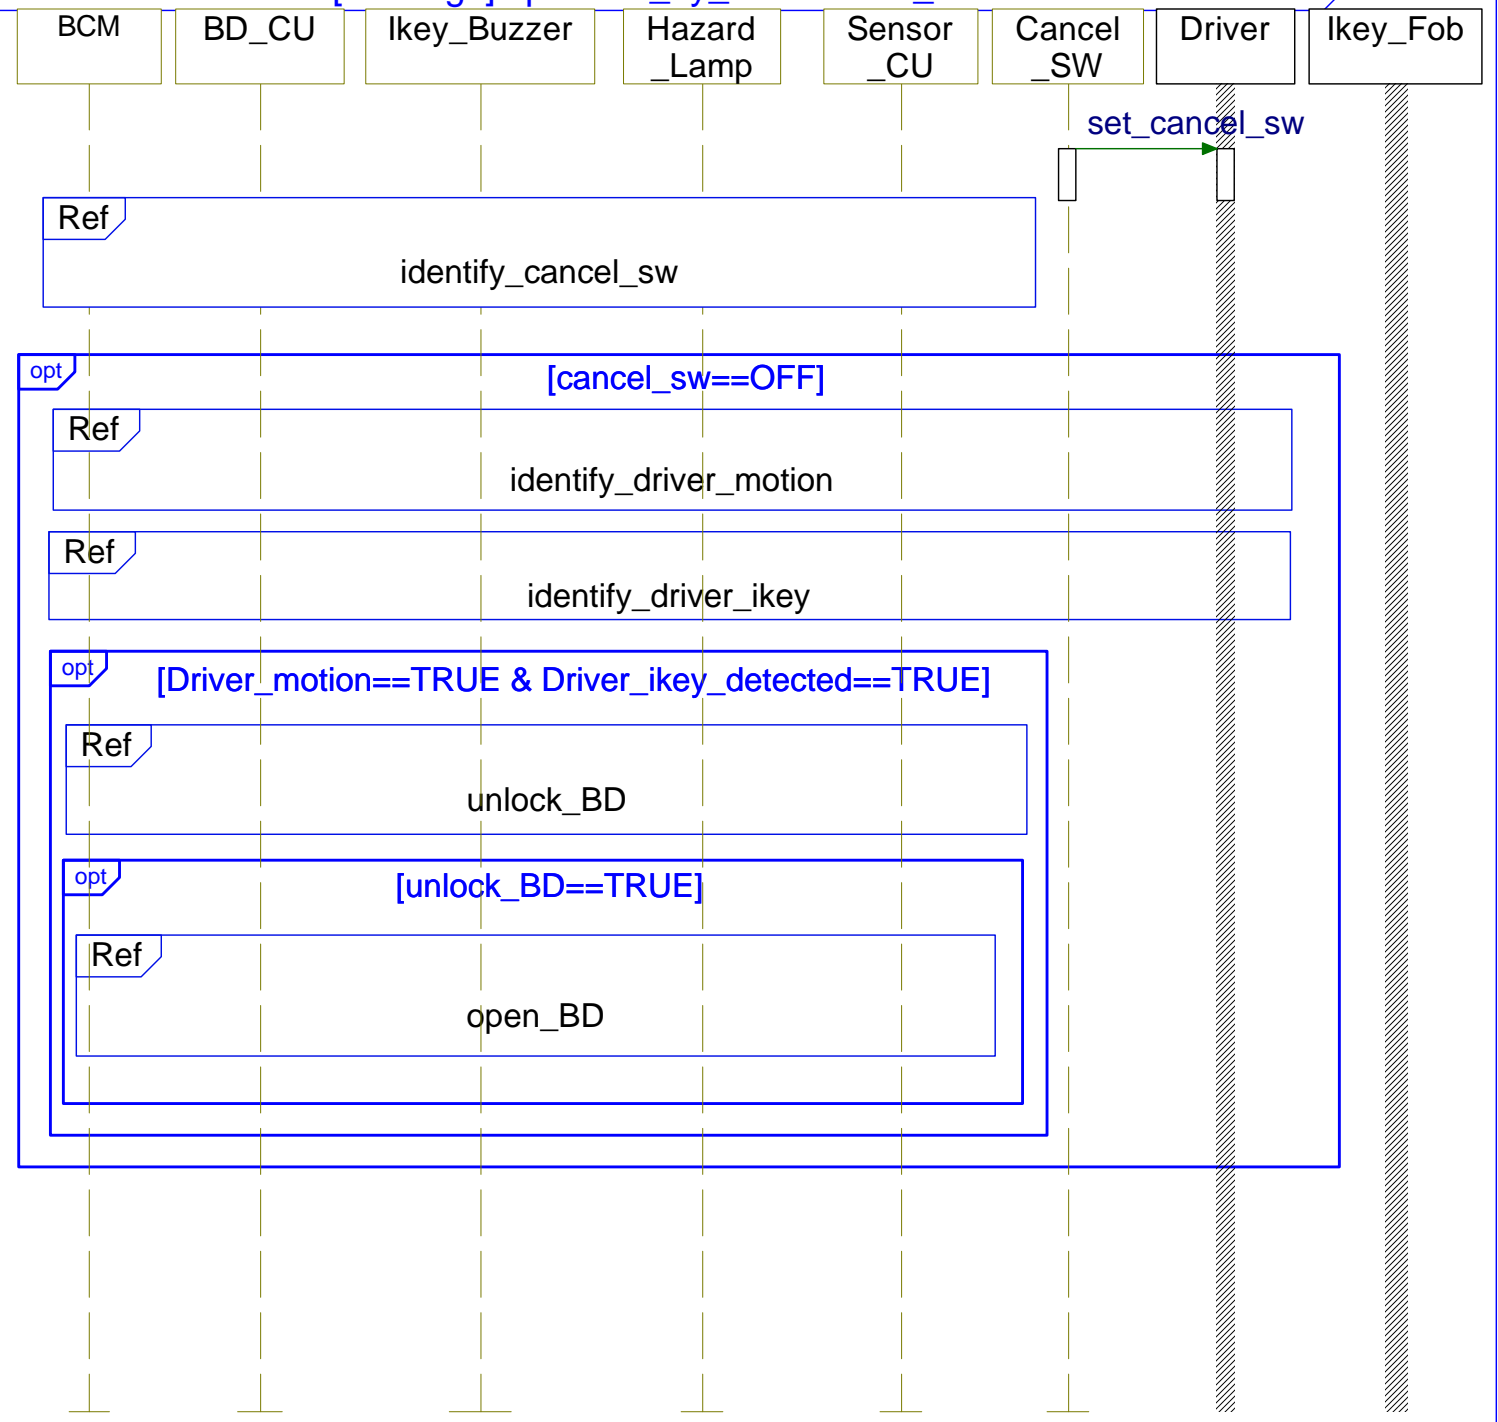 BCM
BD_CU
Ikey_Buzzer
Hazard
_Lamp
Sensor
_CU
Cancel
_SW
Driver
Ikey_Fob
set_cancel_sw
Ref
identify_cancel_sw
opt
[cancel_sw==OFF]
Ref
identify_driver_motion
Ref
identify_driver_ikey
opt
[Driver_motion==TRUE & Driver_ikey_detected==TRUE]
Ref
unlock_BD
opt
[unlock_BD==TRUE]
Ref
open_BD